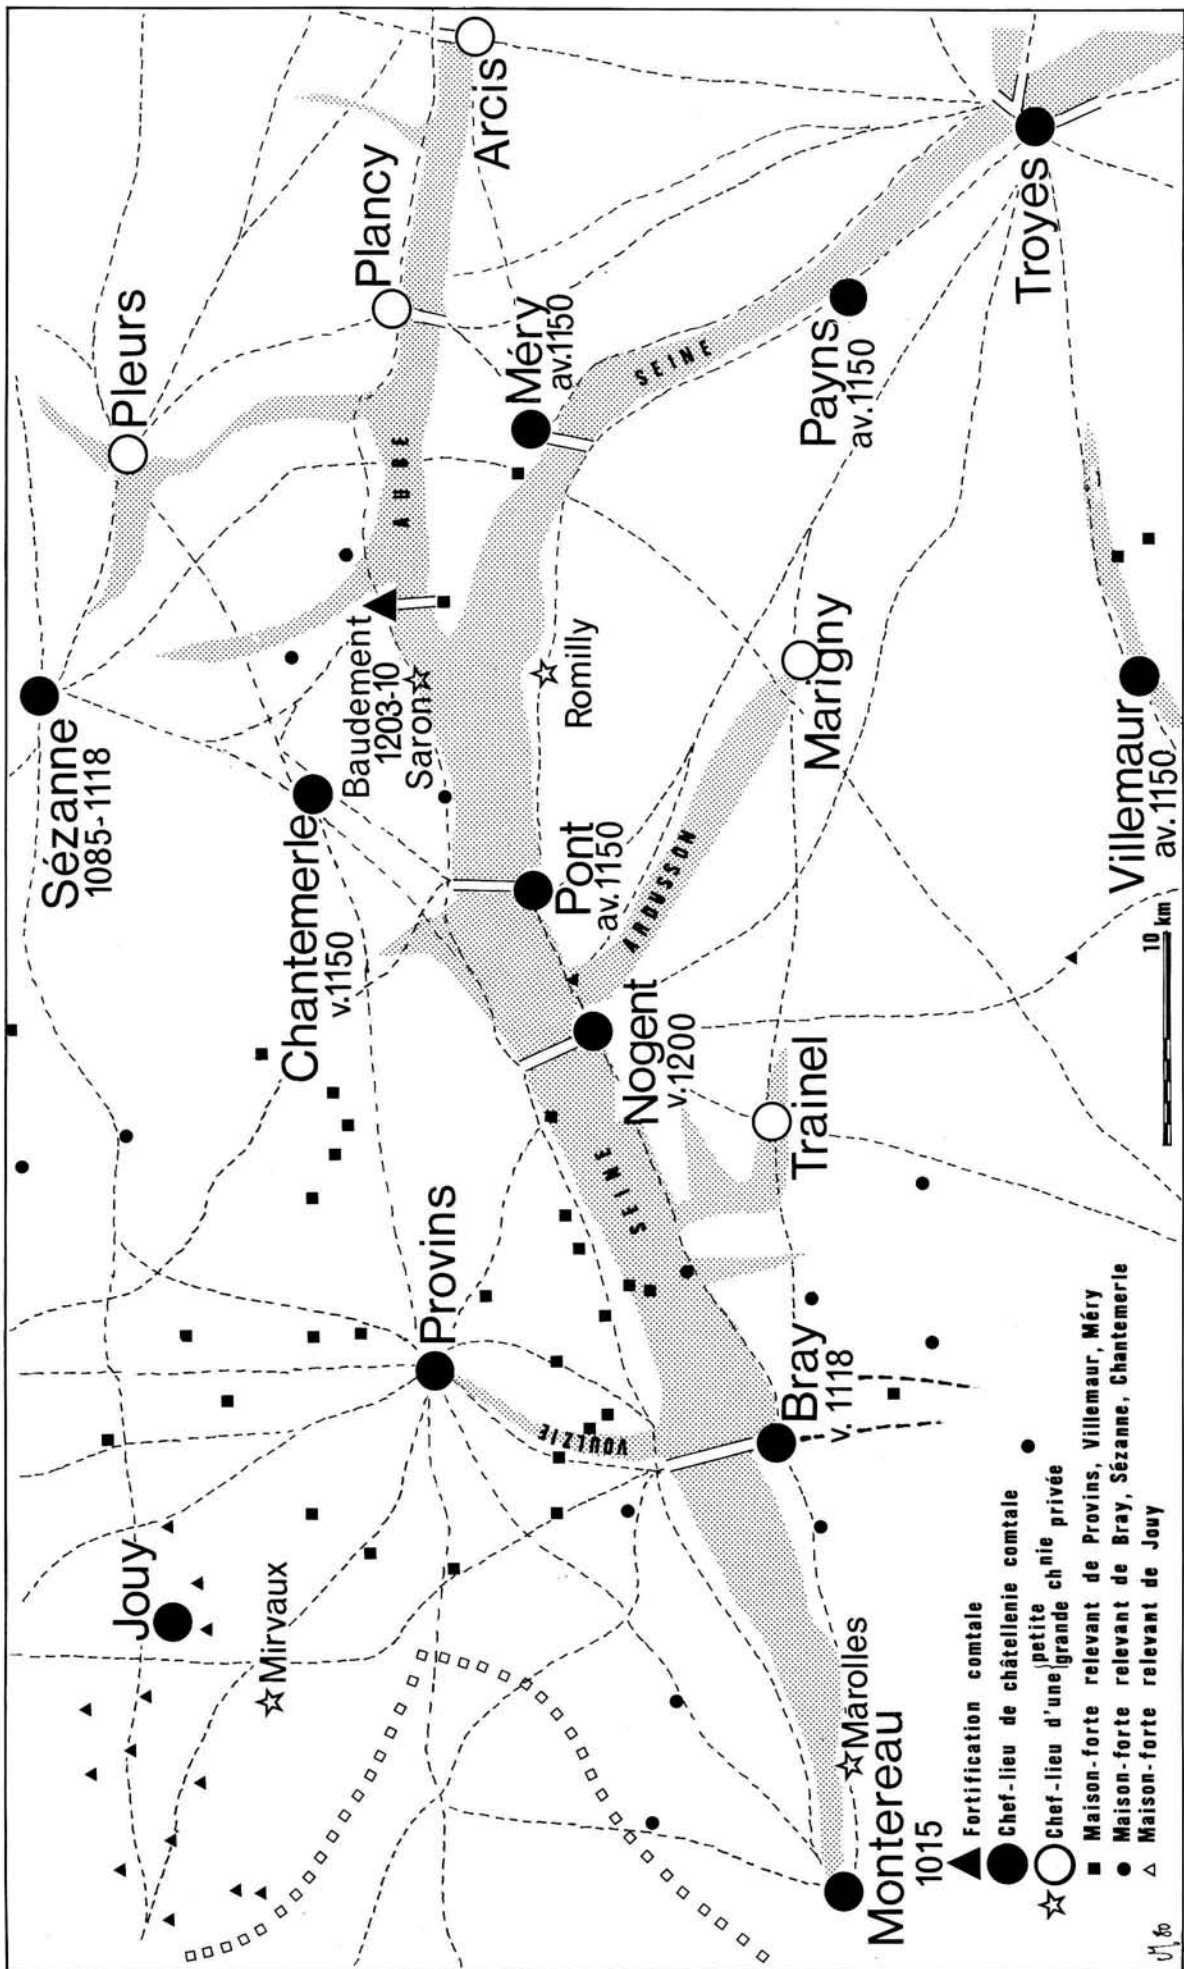 Arcis
Plancy
Pleurs
Troyes
Méry
av.1150
Payns
av.1150
SEINE
AUBE
Sézanne
1085-1118
Baudement
1203-10
Saron
Romilly
Marigny
Chantemerle
v.1150
Pont
av.1150
Villemaur
av.1150
ARDUSSON
Nogent
v.1200
Trainel
SEINE
Provins
VOULZIE
Bray
v. 1118
Jouy
Mirvaux
Marolles
Montereau
1015
10 km
Fortification comtale
Chef-lieu de châtellenie comtale
Chef-lieu d'une petite
grande ch nie privée
Maison-forte relevant de Provins, Villemaur, Méry
Maison-forte relevant de Bray, Sézanne, Chantemerle
Maison-forte relevant de Jouy